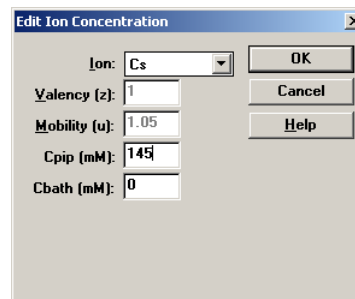 Edit Ion Concentration
Ion: Cs OK
Valency (z): 1 Cancel
Mobility (u): 1.05 Help
Cpip (mM): 145
Cbath (mM): 0